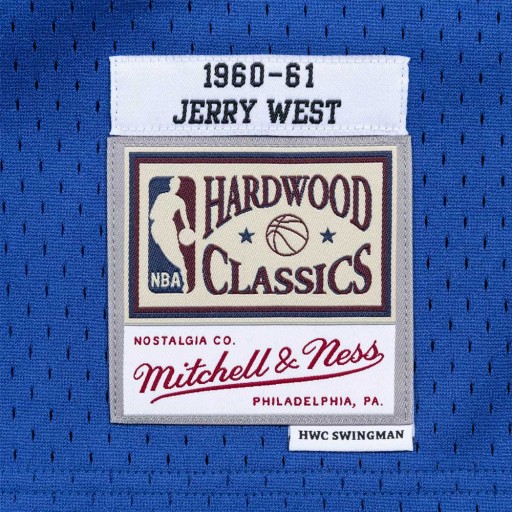 1960-61
JERRY WEST
HARDWOOD
NBA
CLASSICS
NOSTALGIA CO.
Mitchell & Ness
PHILADELPHIA, PA.
HWC SWINGMAN